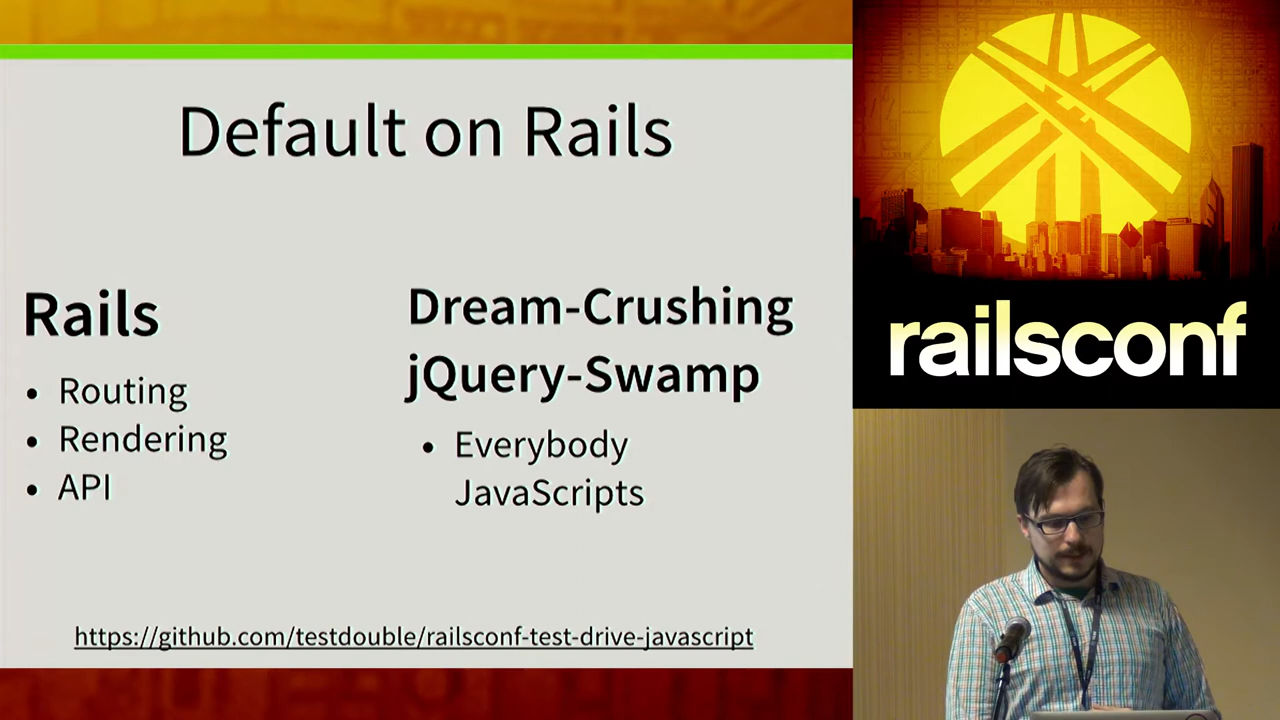 Default on Rails
Rails
• Routing
• Rendering
• API
Dream-Crushing
jQuery-Swamp
• Everybody
JavaScripts
https://github.com/testdouble/railsconf-test-drive-javascript
railsconf